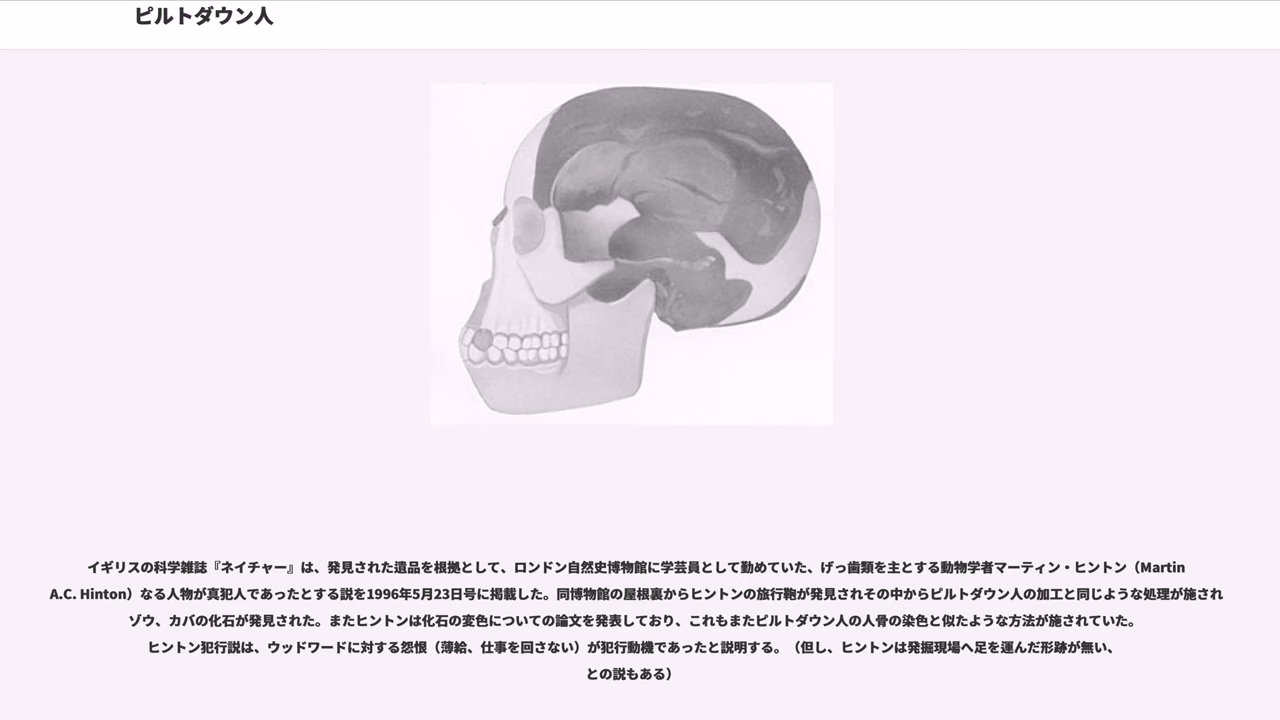 ピルトダウン人
イギリスの科学雑誌『ネイチャー』は、発見された遺品を根拠として、ロンドン自然史博物館に学芸員として勤めていた、げっ歯類を主とする動物学者マーティン・ヒントン（Martin
A.C. Hinton）なる人物が真犯人であったとする説を1996年5月23日号に掲載した。同博物館の屋根裏からヒントンの旅行鞄が発見されその中からピルトダウン人の加工と同じような処理が施され
ゾウ、カバの化石が発見された。またヒントンは化石の変色についての論文を発表しており、これもまたピルトダウン人の人骨の染色と似たような方法が施されていた。
ヒントン犯行説は、ウッドワードに対する怨恨（薄給、仕事を回さない）が犯行動機であったと説明する。（但し、ヒントンは発掘現場へ足を運んだ形跡が無い、
との説もある）